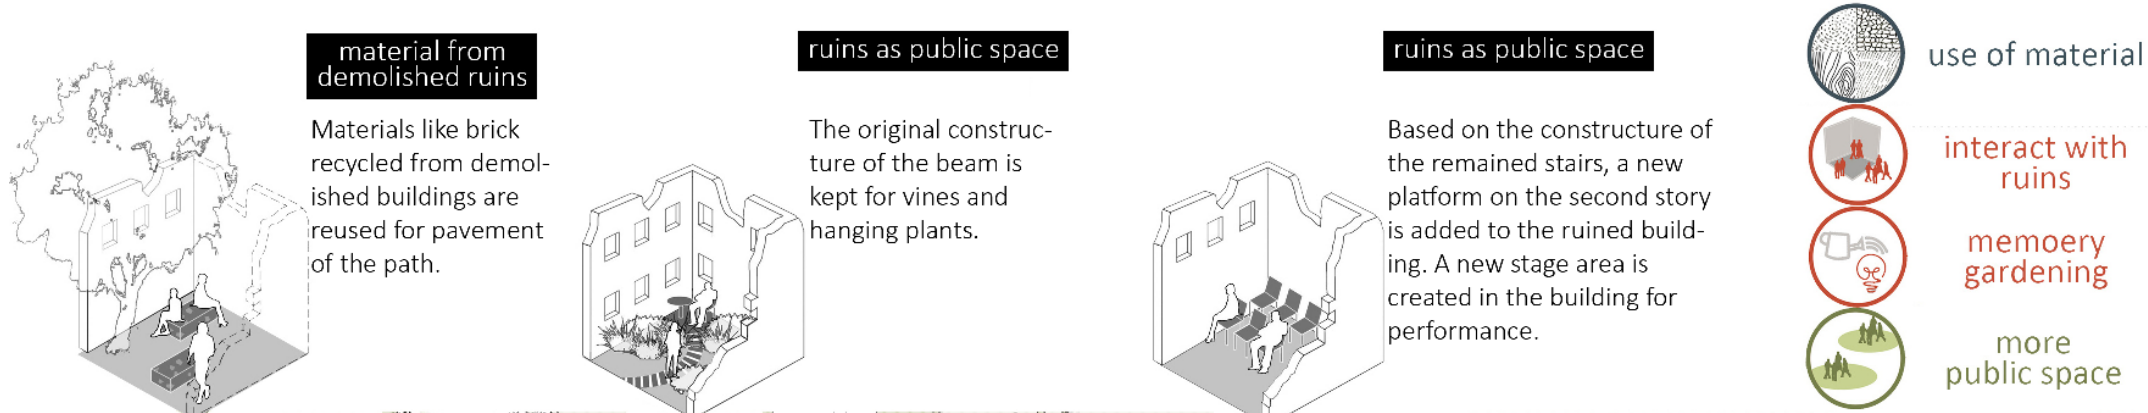 material from
demolished ruins
Materials like brick
recycled from demol-
ished buildings are
reused for pavement
of the path.
ruins as public space
The original construc-
ture of the beam is
kept for vines and
hanging plants.
ruins as public space
Based on the constructure of
the remained stairs, a new
platform on the second story
is added to the ruined build-
ing. A new stage area is
created in the building for
performance.
use of material
interact with
ruins
memoery
gardening
more
public space